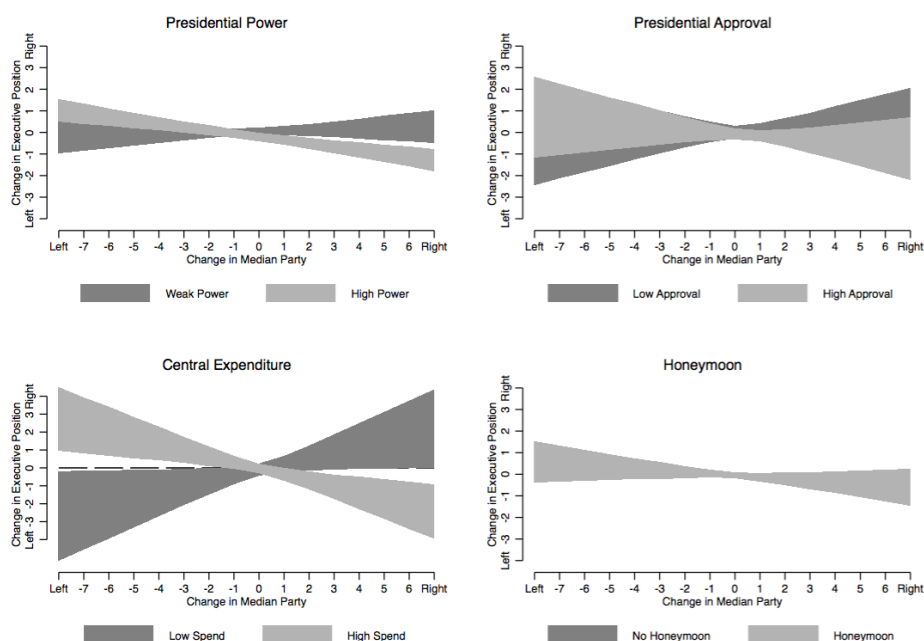 Presidential Power
Change in Executive Position
Left
Right
-3 -2 -1 0 1 2 3
Left -7 -6 -5 -4 -3 -2 -1 0 1 2 3 4 5 6 Right
Change in Median Party
Weak Power High Power
Presidential Approval
Change in Executive Position
Left
Right
-3 -2 -1 0 1 2 3
Left -7 -6 -5 -4 -3 -2 -1 0 1 2 3 4 5 6 Right
Change in Median Party
Low Approval High Approval
Central Expenditure
Change in Executive Position
Left
Right
-3 -2 -1 0 1 2 3
Left -7 -6 -5 -4 -3 -2 -1 0 1 2 3 4 5 6 Right
Change in Median Party
Low Spend High Spend
Honeymoon
Change in Executive Position
Left
Right
-3 -2 -1 0 1 2 3
Left -7 -6 -5 -4 -3 -2 -1 0 1 2 3 4 5 6 Right
Change in Median Party
No Honeymoon Honeymoon